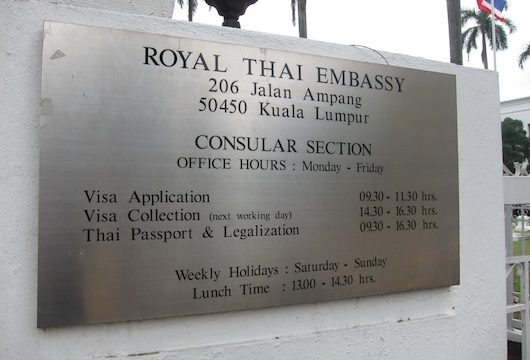 ROYAL THAI EMBASSY
206 Jalan Ampang
50450 Kuala Lumpur
CONSULAR SECTION
OFFICE HOURS : Monday - Friday
Visa Application 09.30 - 11.30 hrs.
Visa Collection (next working day) 14.30 - 16.30 hrs.
Thai Passport & Legalization 09.30 - 16.30 hrs.
Weekly Holidays : Saturday - Sunday
Lunch Time : 13.00 - 14.30 hrs.